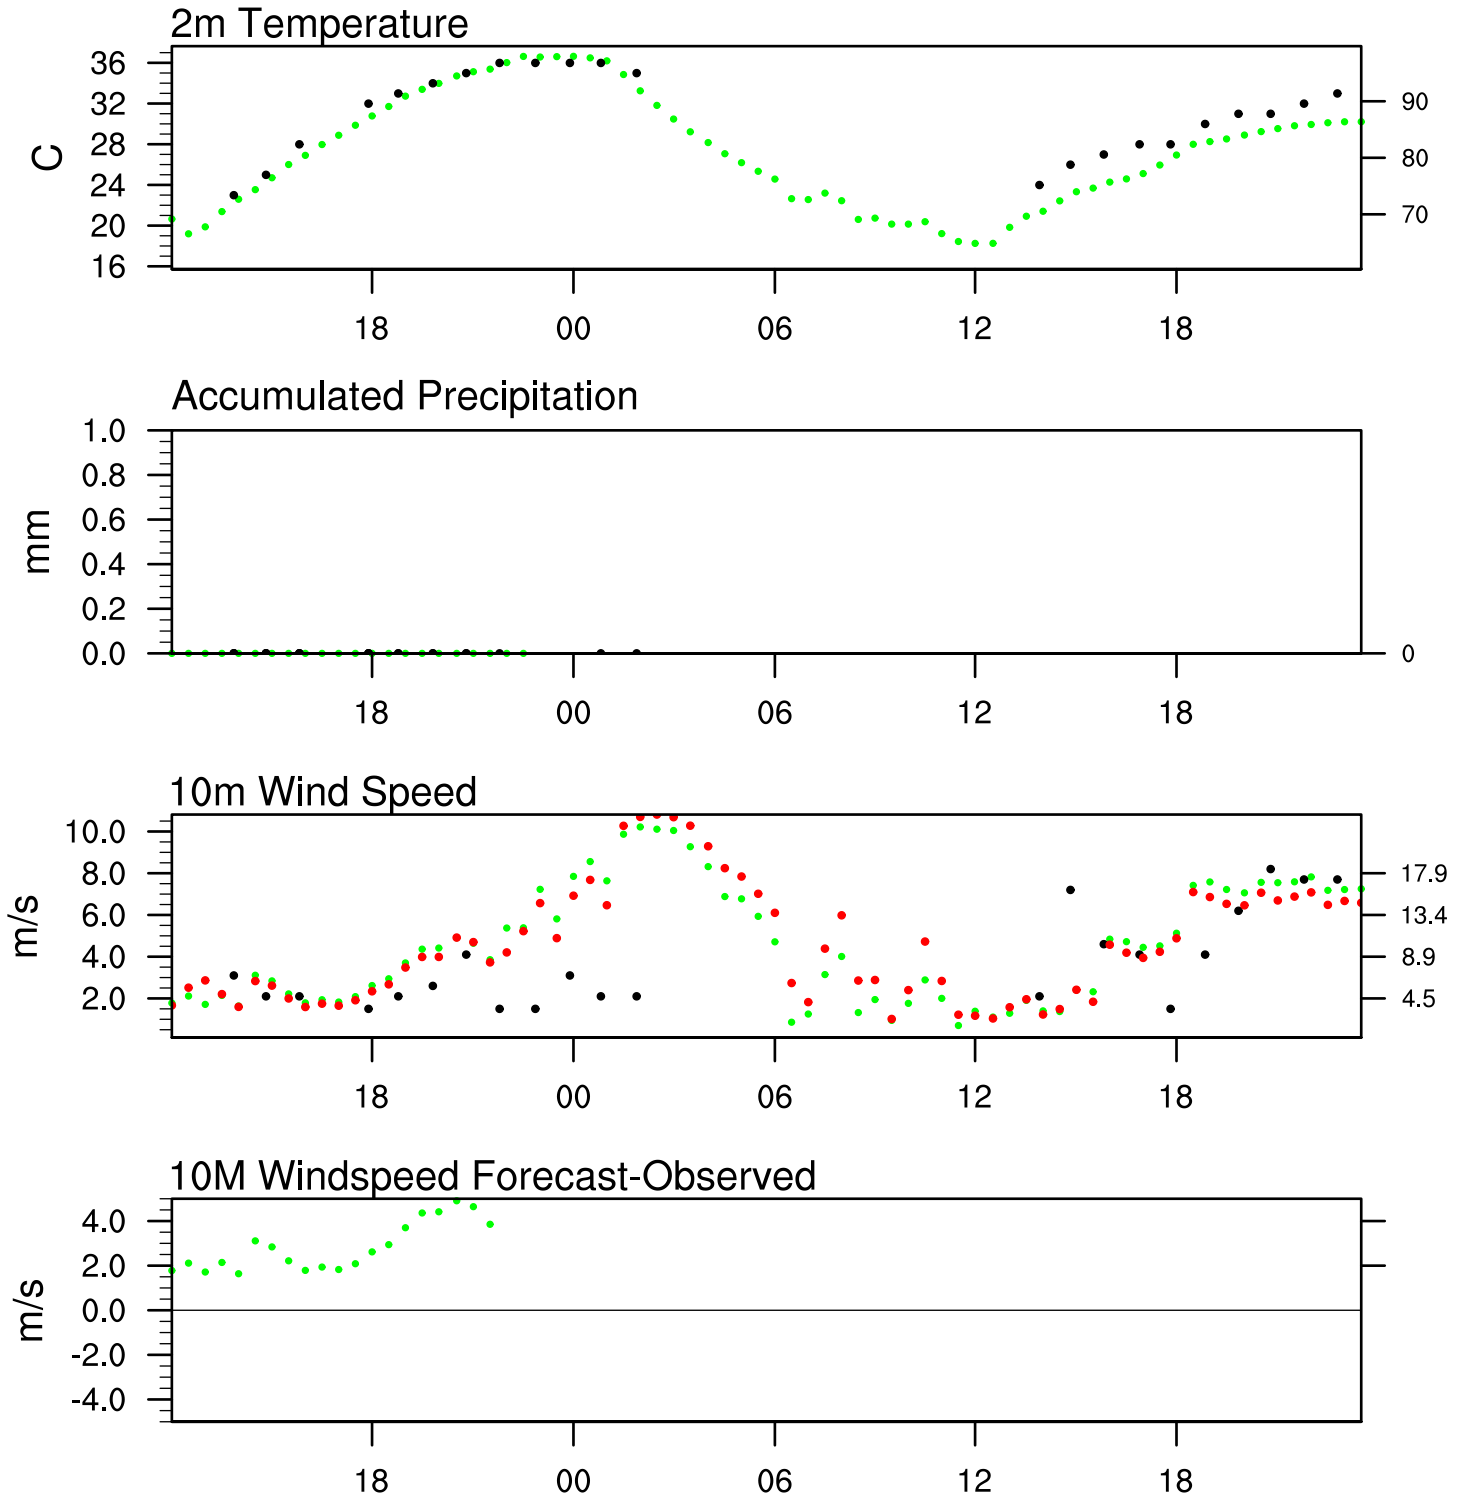 2m Temperature
36
32
28
24
20
16
C
90
80
70
18 00 06 12 18
Accumulated Precipitation
1.0
0.8
0.6
0.4
0.2
0.0
mm
0
18 00 06 12 18
10m Wind Speed
10.0
8.0
6.0
4.0
2.0
m/s
17.9
13.4
8.9
4.5
18 00 06 12 18
10M Windspeed Forecast-Observed
4.0
2.0
0.0
-2.0
-4.0
m/s
18 00 06 12 18